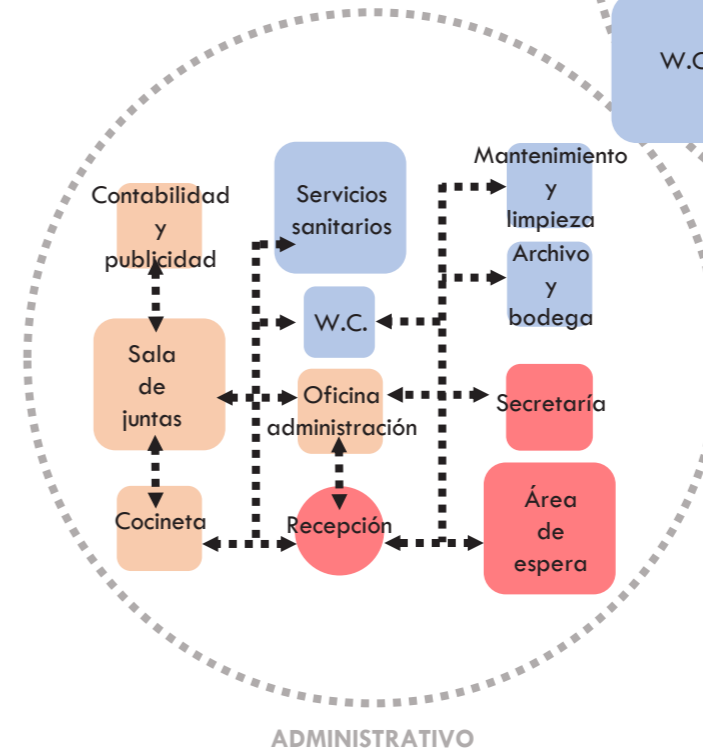 W.C
Mantenimiento
y
limpieza
Contabilidad
y
publicidad
Servicios
sanitarios
Archivo
y
bodega
W.C.
Sala
de
juntas
Oficina
administración
Secretaría
Cocineta
Recepción
Área
de
espera
ADMINISTRATIVO